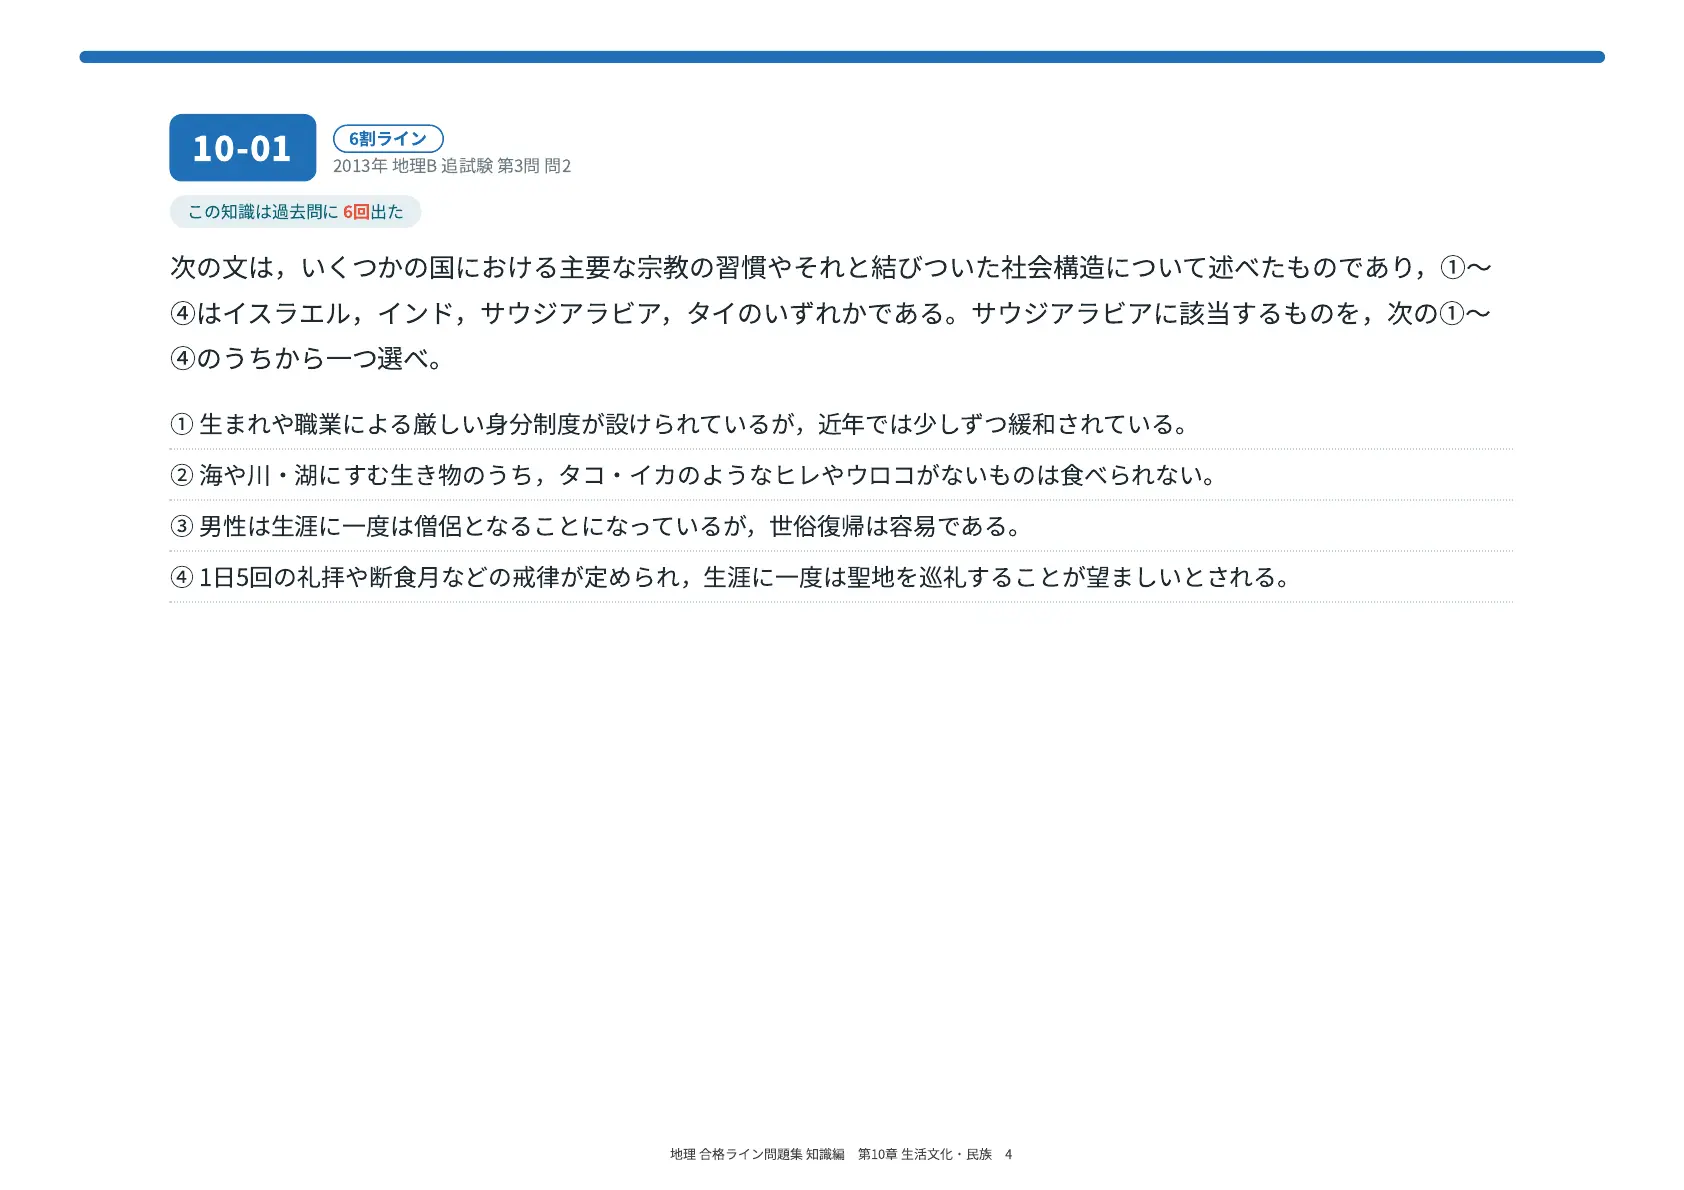 10-01
6割ライン
2013年 地理B 追試験 第3問 問2
この知識は過去問に 6回出た
次の文は，いくつかの国における主要な宗教の習慣やそれと結びついた社会構造について述べたものであり，①〜
④はイスラエル，インド，サウジアラビア，タイのいずれかである。サウジアラビアに該当するものを，次の①〜
④のうちから一つ選べ。
① 生まれや職業による厳しい身分制度が設けられているが，近年では少しずつ緩和されている。
② 海や川・湖にすむ生き物のうち，タコ・イカのようなヒレやウロコがないものは食べられない。
③ 男性は生涯に一度は僧侶となることになっているが，世俗復帰は容易である。
④ 1日5回の礼拝や断食月などの戒律が定められ，生涯に一度は聖地を巡礼することが望ましいとされる。
地理 合格ライン問題集 知識編　第10章 生活文化・民族　4